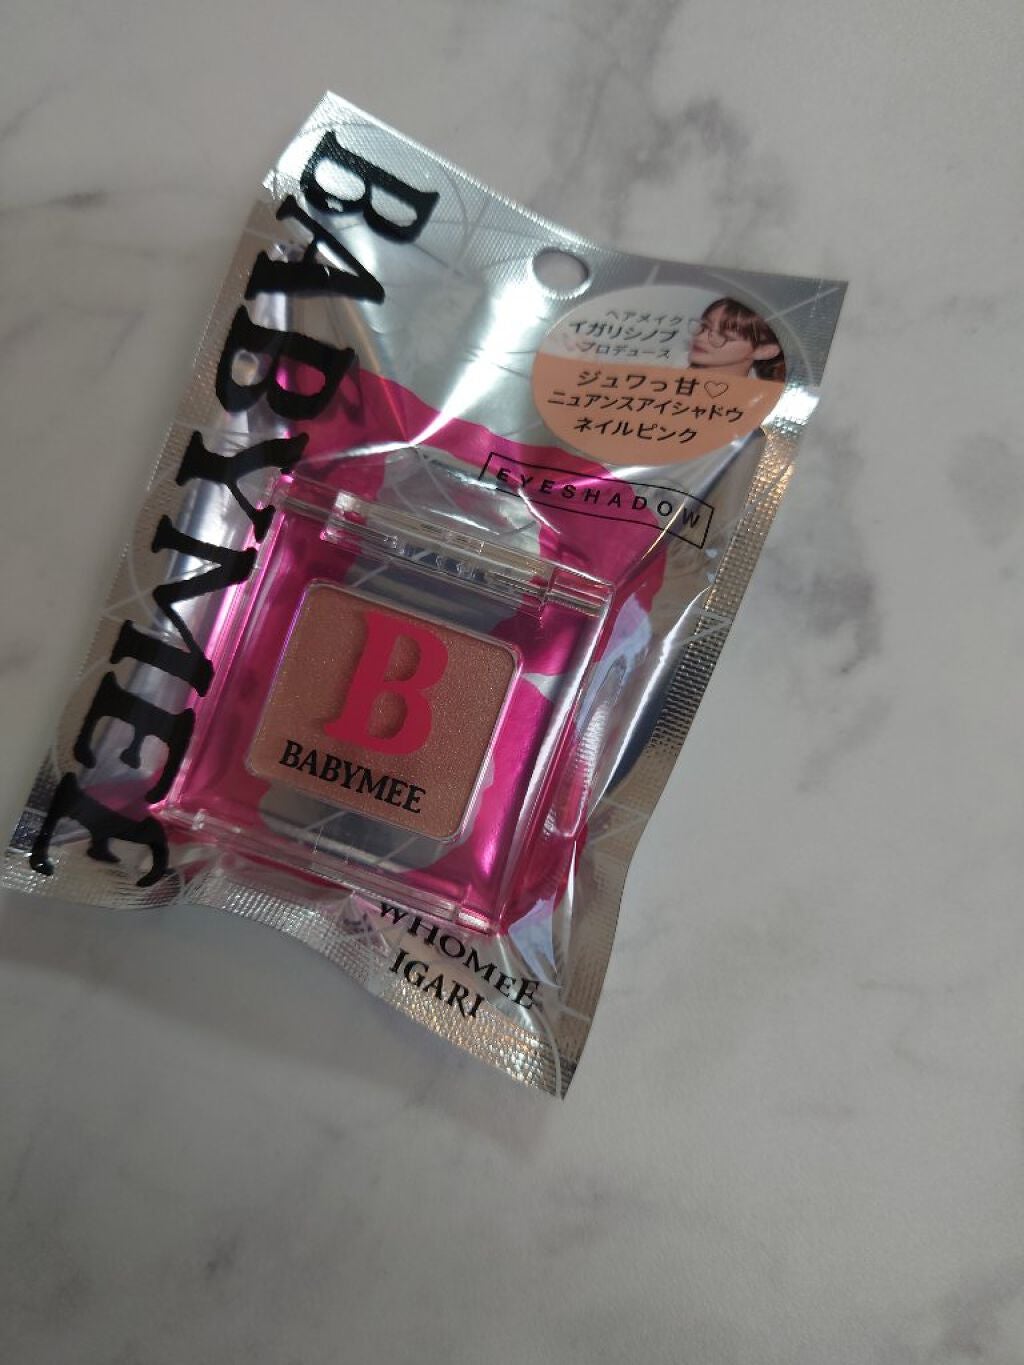 BABYMEE
ヘアメイク
イガリシノブ
プロデュース
ジュワっ甘♡
ニュアンスアイシャドウ
ネイルピンク
EYESHADOW
B
BABYMEE
WHOMEE
IGARI